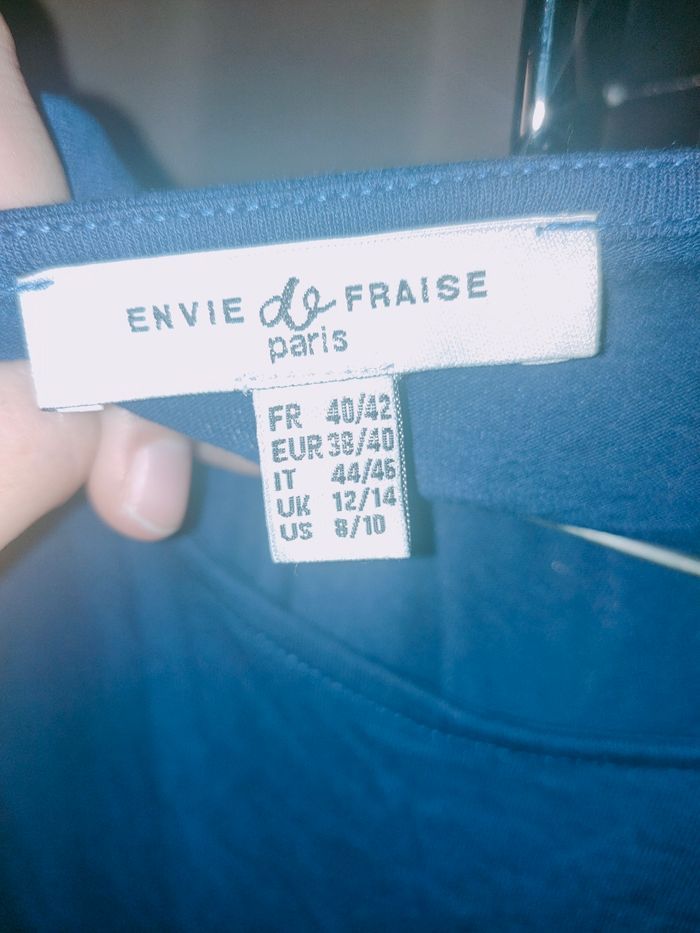 ENVIE de FRAISE
paris
FR 40/42
EUR 38/40
IT 44/46
UK 12/14
US 8/10